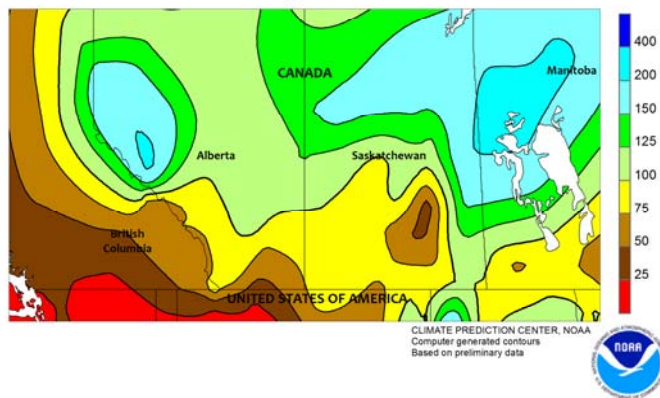 CANADA
Manitoba
Alberta
Saskatchewan
British
Columbia
UNITED STATES OF AMERICA
400
200
150
125
125
75
50
25
CLIMATE PREDICTION CENTER, NOAA
Computer generated contours
Based on preliminary data
NOAA